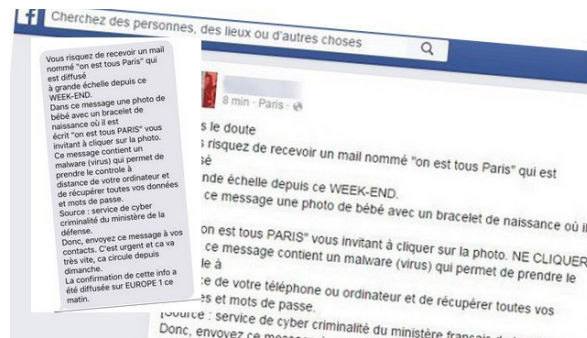 f Cherchez des personnes, des lieux ou d'autres choses
Vous risquez de recevoir un mail
nommé "on est tous Paris" qui
est diffusé
à grande échelle depuis ce
WEEK-END.
Dans ce message une photo de
bébé avec un bracelet de
naissance où il est
écrit "on est tous PARIS" vous
invitant à cliquer sur la photo.
Ce message contient un
malware (virus) qui permet de
prendre le controle à
distance de votre ordinateur et
de récupérer toutes vos données
et mots de passe.
Source : service de cyber
criminalité du ministère de la
défense.
Donc, envoyez ce message à vos
contacts. C'est urgent et ca va
très vite, ca circule depuis
dimanche.
La confirmation de cette info a
été diffusée sur EUROPE 1 ce
matin.
8 min · Paris ·
le doute
risquez de recevoir un mail nommé "on est tous Paris" qui est
sé
nde échelle depuis ce WEEK-END.
ce message une photo de bébé avec un bracelet de naissance où il
on est tous PARIS" vous invitant à cliquer sur la photo. NE CLIQUER
ce message contient un malware (virus) qui permet de prendre le
le à
ce de votre téléphone ou ordinateur et de récupérer toutes vos
es et mots de passe.
[Source : service de cyber criminalité du ministère français de
Donc, envoyez ce message